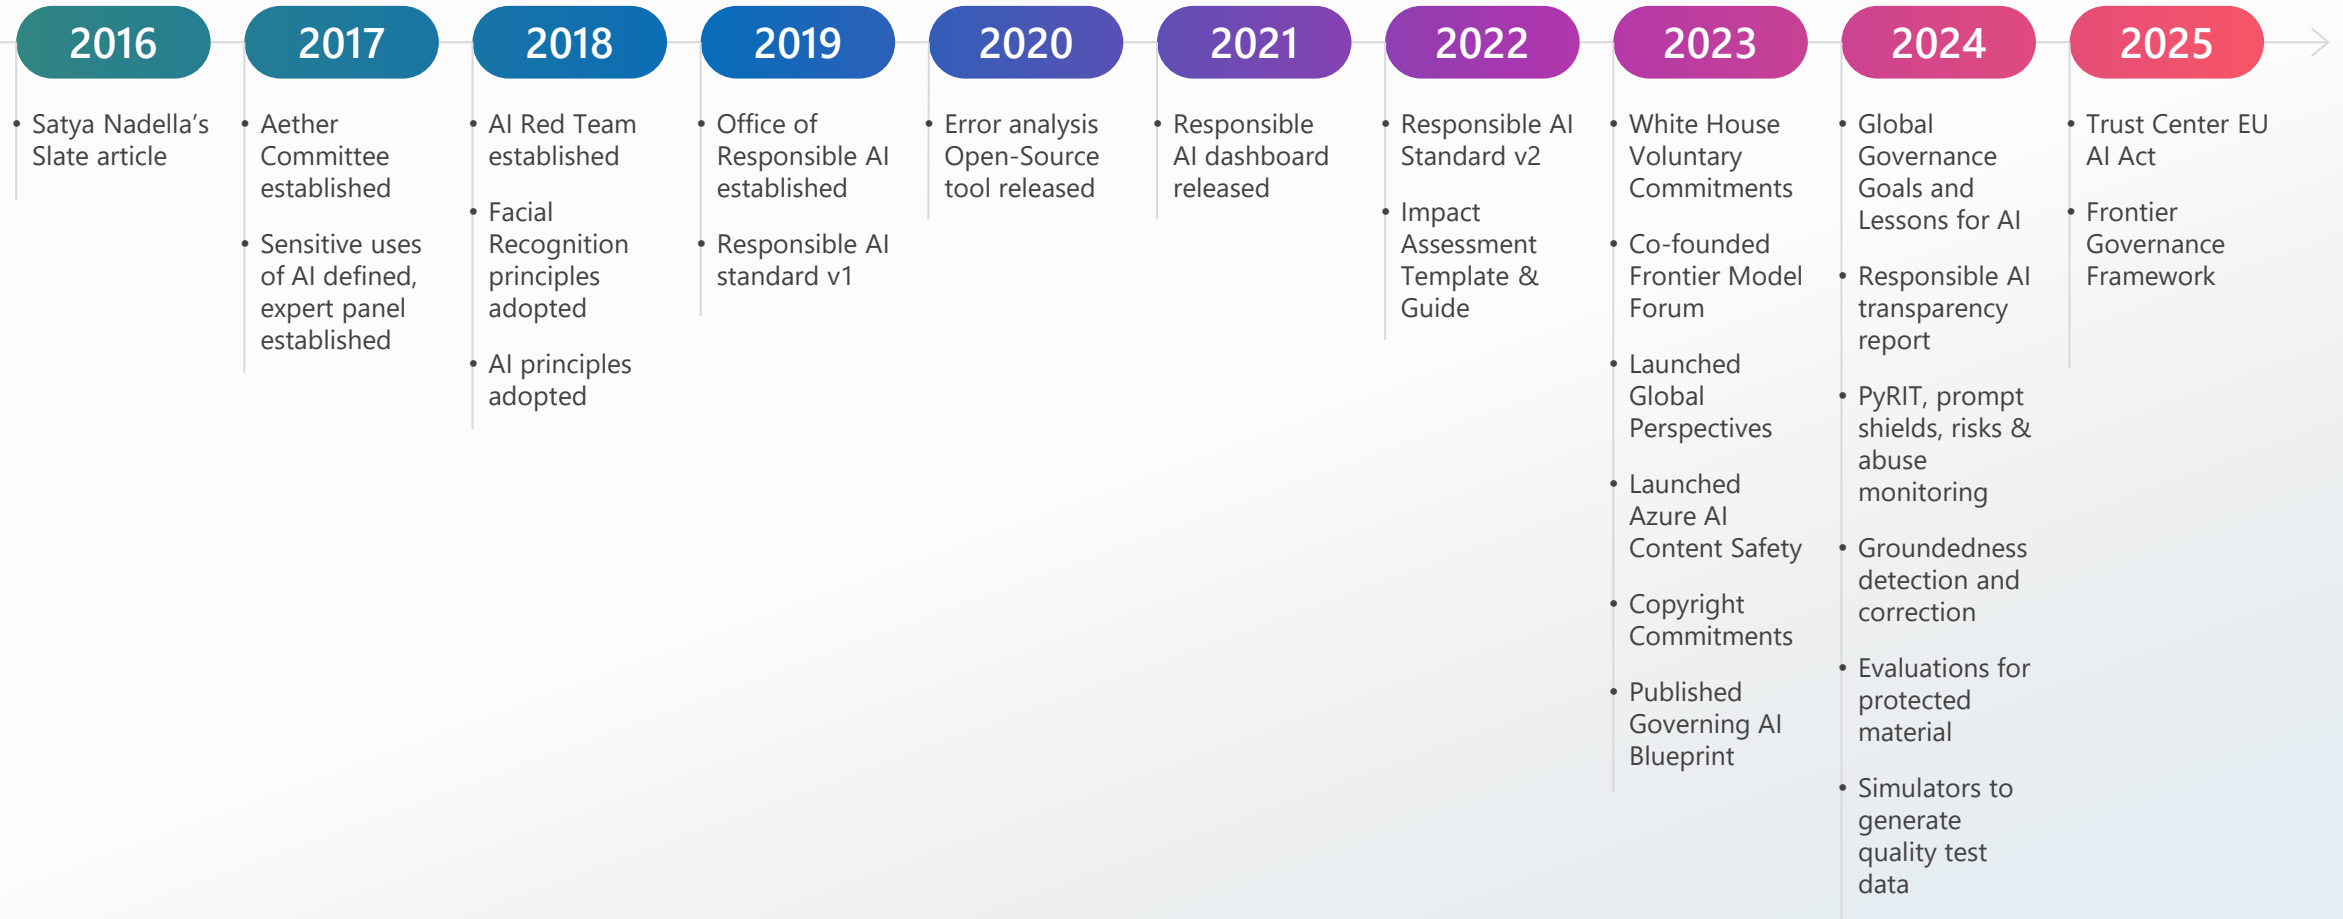 2016
• Satya Nadella’s
Slate article
2017
• Aether
Committee
established
• Sensitive uses
of AI defined,
expert panel
established
2018
• AI Red Team
established
• Facial
Recognition
principles
adopted
• AI principles
adopted
2019
• Office of
Responsible AI
established
• Responsible AI
standard v1
2020
• Error analysis
Open-Source
tool released
2021
• Responsible
AI dashboard
released
2022
• Responsible AI
Standard v2
• Impact
Assessment
Template &
Guide
2023
• White House
Voluntary
Commitments
• Co-founded
Frontier Model
Forum
• Launched
Global
Perspectives
• Launched
Azure AI
Content Safety
• Copyright
Commitments
• Published
Governing AI
Blueprint
2024
• Global
Governance
Goals and
Lessons for AI
• Responsible AI
transparency
report
• PyRIT, prompt
shields, risks &
abuse
monitoring
• Groundedness
detection and
correction
• Evaluations for
protected
material
• Simulators to
generate
quality test
data
2025
• Trust Center EU
AI Act
• Frontier
Governance
Framework